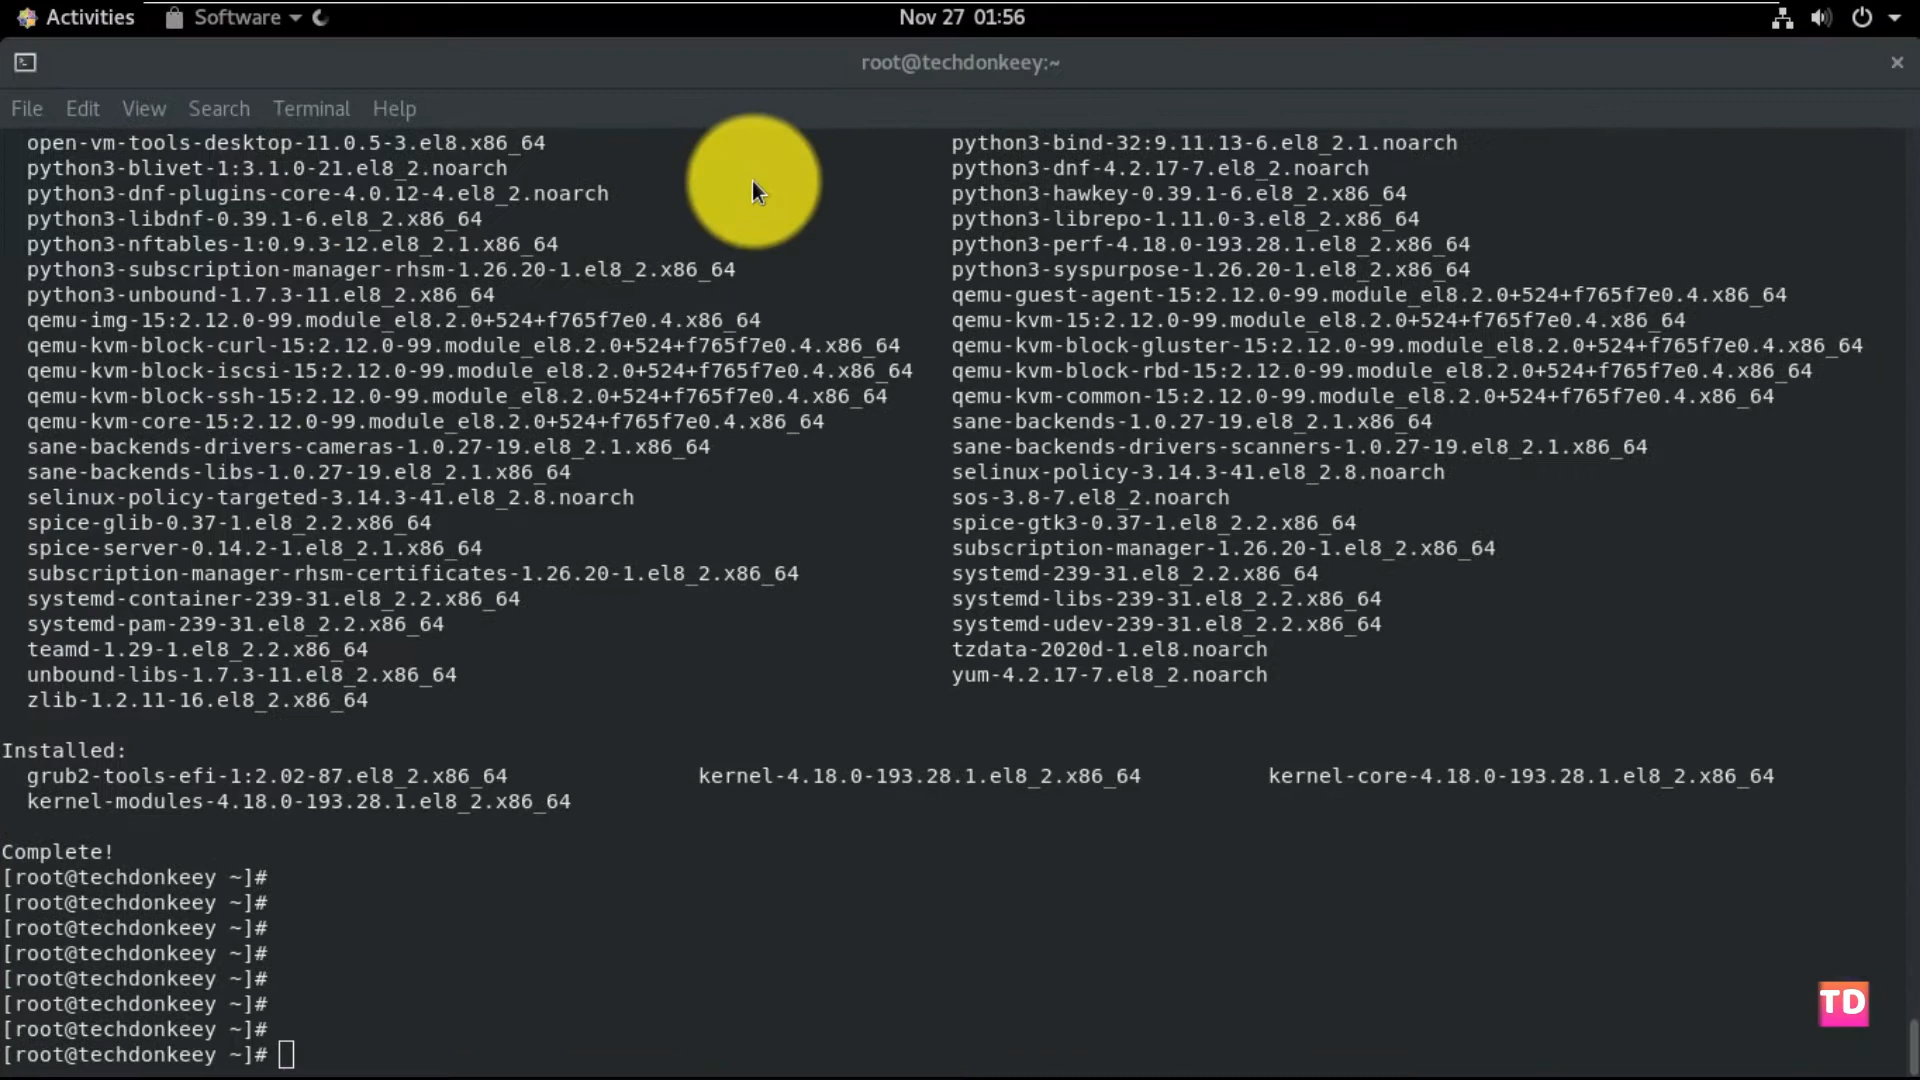 Activities Software Nov 27 01:56
root@techdonkeey:~ ×
File Edit View Search Terminal Help
open-vm-tools-desktop-11.0.5-3.el8.x86_64 python3-bind-32:9.11.13-6.el8_2.1.noarch
python3-blivet-1:3.1.0-21.el8_2.noarch python3-dnf-4.2.17-7.el8_2.noarch
python3-dnf-plugins-core-4.0.12-4.el8_2.noarch python3-hawkey-0.39.1-6.el8_2.x86_64
python3-libdnf-0.39.1-6.el8_2.x86_64 python3-librepo-1.11.0-3.el8_2.x86_64
python3-nftables-1:0.9.3-12.el8_2.1.x86_64 python3-perf-4.18.0-193.28.1.el8_2.x86_64
python3-subscription-manager-rhsm-1.26.20-1.el8_2.x86_64 python3-syspurpose-1.26.20-1.el8_2.x86_64
python3-unbound-1.7.3-11.el8_2.x86_64 qemu-guest-agent-15:2.12.0-99.module_el8.2.0+524+f765f7e0.4.x86_64
qemu-img-15:2.12.0-99.module_el8.2.0+524+f765f7e0.4.x86_64 qemu-kvm-15:2.12.0-99.module_el8.2.0+524+f765f7e0.4.x86_64
qemu-kvm-block-curl-15:2.12.0-99.module_el8.2.0+524+f765f7e0.4.x86_64 qemu-kvm-block-gluster-15:2.12.0-99.module_el8.2.0+524+f765f7e0.4.x86_64
qemu-kvm-block-iscsi-15:2.12.0-99.module_el8.2.0+524+f765f7e0.4.x86_64 qemu-kvm-block-rbd-15:2.12.0-99.module_el8.2.0+524+f765f7e0.4.x86_64
qemu-kvm-block-ssh-15:2.12.0-99.module_el8.2.0+524+f765f7e0.4.x86_64 qemu-kvm-common-15:2.12.0-99.module_el8.2.0+524+f765f7e0.4.x86_64
qemu-kvm-core-15:2.12.0-99.module_el8.2.0+524+f765f7e0.4.x86_64 sane-backends-1.0.27-19.el8_2.1.x86_64
sane-backends-drivers-cameras-1.0.27-19.el8_2.1.x86_64 sane-backends-drivers-scanners-1.0.27-19.el8_2.1.x86_64
sane-backends-libs-1.0.27-19.el8_2.1.x86_64 selinux-policy-3.14.3-41.el8_2.8.noarch
selinux-policy-targeted-3.14.3-41.el8_2.8.noarch sos-3.8-7.el8_2.noarch
spice-glib-0.37-1.el8_2.2.x86_64 spice-gtk3-0.37-1.el8_2.2.x86_64
spice-server-0.14.2-1.el8_2.1.x86_64 subscription-manager-1.26.20-1.el8_2.x86_64
subscription-manager-rhsm-certificates-1.26.20-1.el8_2.x86_64 systemd-239-31.el8_2.2.x86_64
systemd-container-239-31.el8_2.2.x86_64 systemd-libs-239-31.el8_2.2.x86_64
systemd-pam-239-31.el8_2.2.x86_64 systemd-udev-239-31.el8_2.2.x86_64
teamd-1.29-1.el8_2.2.x86_64 tzdata-2020d-1.el8.noarch
unbound-libs-1.7.3-11.el8_2.x86_64 yum-4.2.17-7.el8_2.noarch
zlib-1.2.11-16.el8_2.x86_64
Installed:
grub2-tools-efi-1:2.02-87.el8_2.x86_64 kernel-4.18.0-193.28.1.el8_2.x86_64 kernel-core-4.18.0-193.28.1.el8_2.x86_64
kernel-modules-4.18.0-193.28.1.el8_2.x86_64
Complete!
[root@techdonkeey ~]#
[root@techdonkeey ~]#
[root@techdonkeey ~]#
[root@techdonkeey ~]#
[root@techdonkeey ~]#
[root@techdonkeey ~]#
[root@techdonkeey ~]#
[root@techdonkeey ~]#
TD